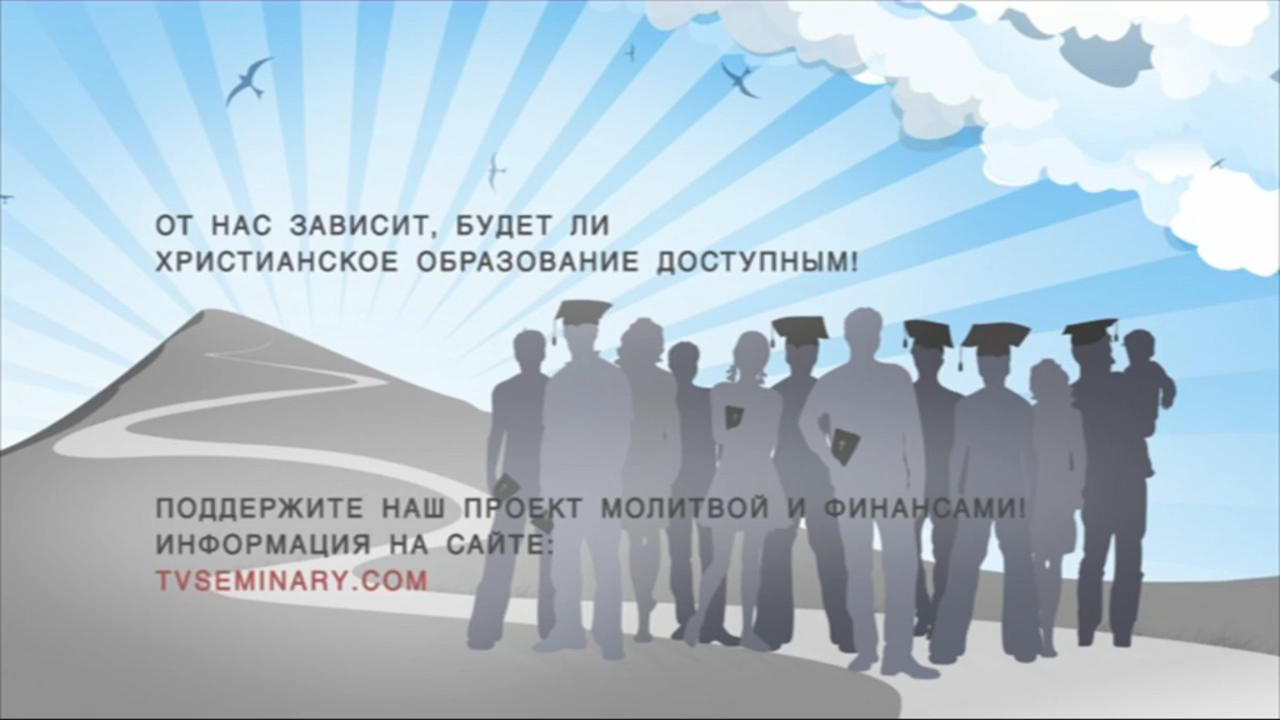 ОТ НАС ЗАВИСИТ, БУДЕТ ЛИ
ХРИСТИАНСКОЕ ОБРАЗОВАНИЕ ДОСТУПНЫМ!
ПОДДЕРЖИТЕ НАШ ПРОЕКТ МОЛИТВОЙ И ФИНАНСАМИ!
ИНФОРМАЦИЯ НА САЙТЕ:
TVSEMINARY.COM